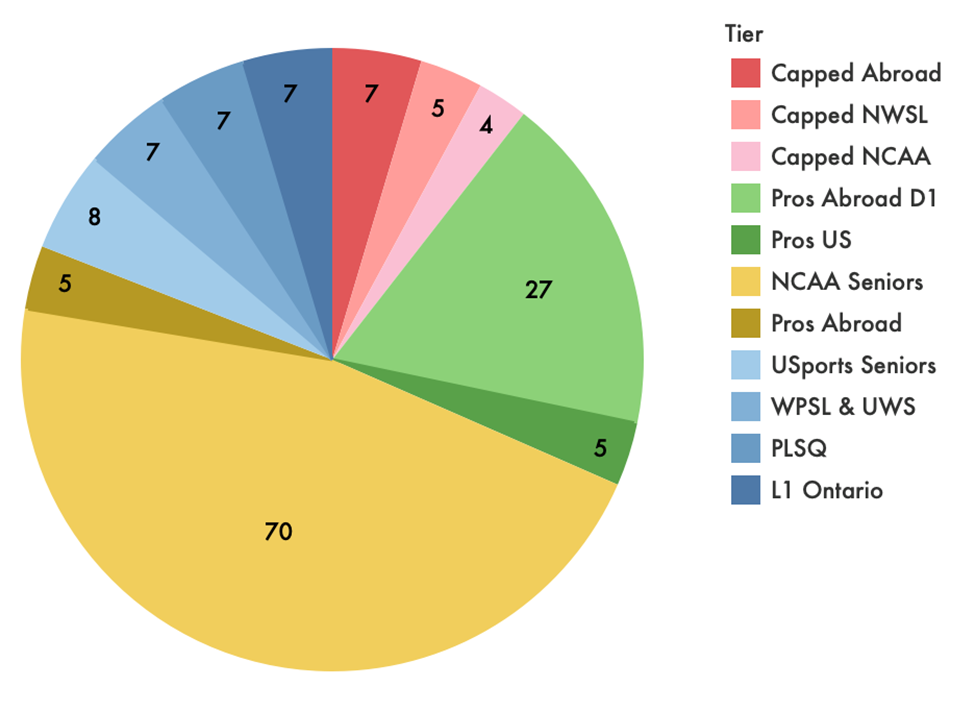 Tier
Capped Abroad
Capped NWSL
Capped NCAA
Pros Abroad D1
Pros US
NCAA Seniors
Pros Abroad
USports Seniors
WPSL & UWS
PLSQ
L1 Ontario
7
5
4
27
5
70
5
8
7
7
7